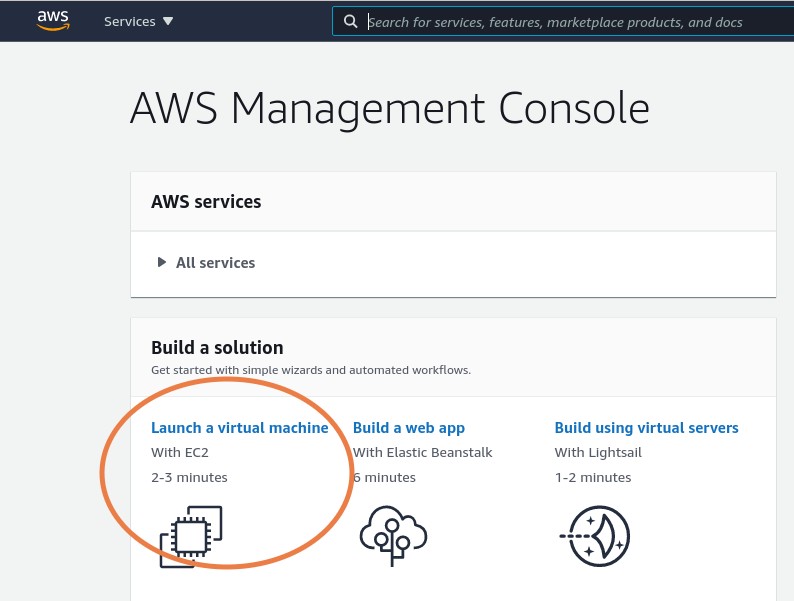 aws
Services
Search for services, features, marketplace products, and docs
AWS Management Console
AWS services
All services
Build a solution
Get started with simple wizards and automated workflows.
Launch a virtual machine
With EC2
2-3 minutes
Build a web app
With Elastic Beanstalk
6 minutes
Build using virtual servers
With Lightsail
1-2 minutes